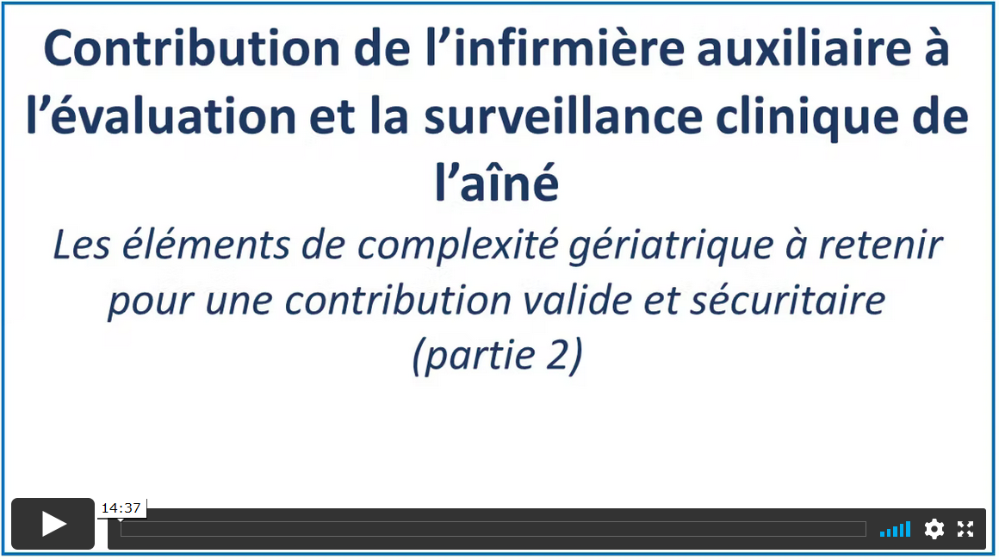 Contribution de l’infirmière auxiliaire à
l’évaluation et la surveillance clinique de
l’aîné
Les éléments de complexité gériatrique à retenir
pour une contribution valide et sécuritaire
(partie 2)
14:37